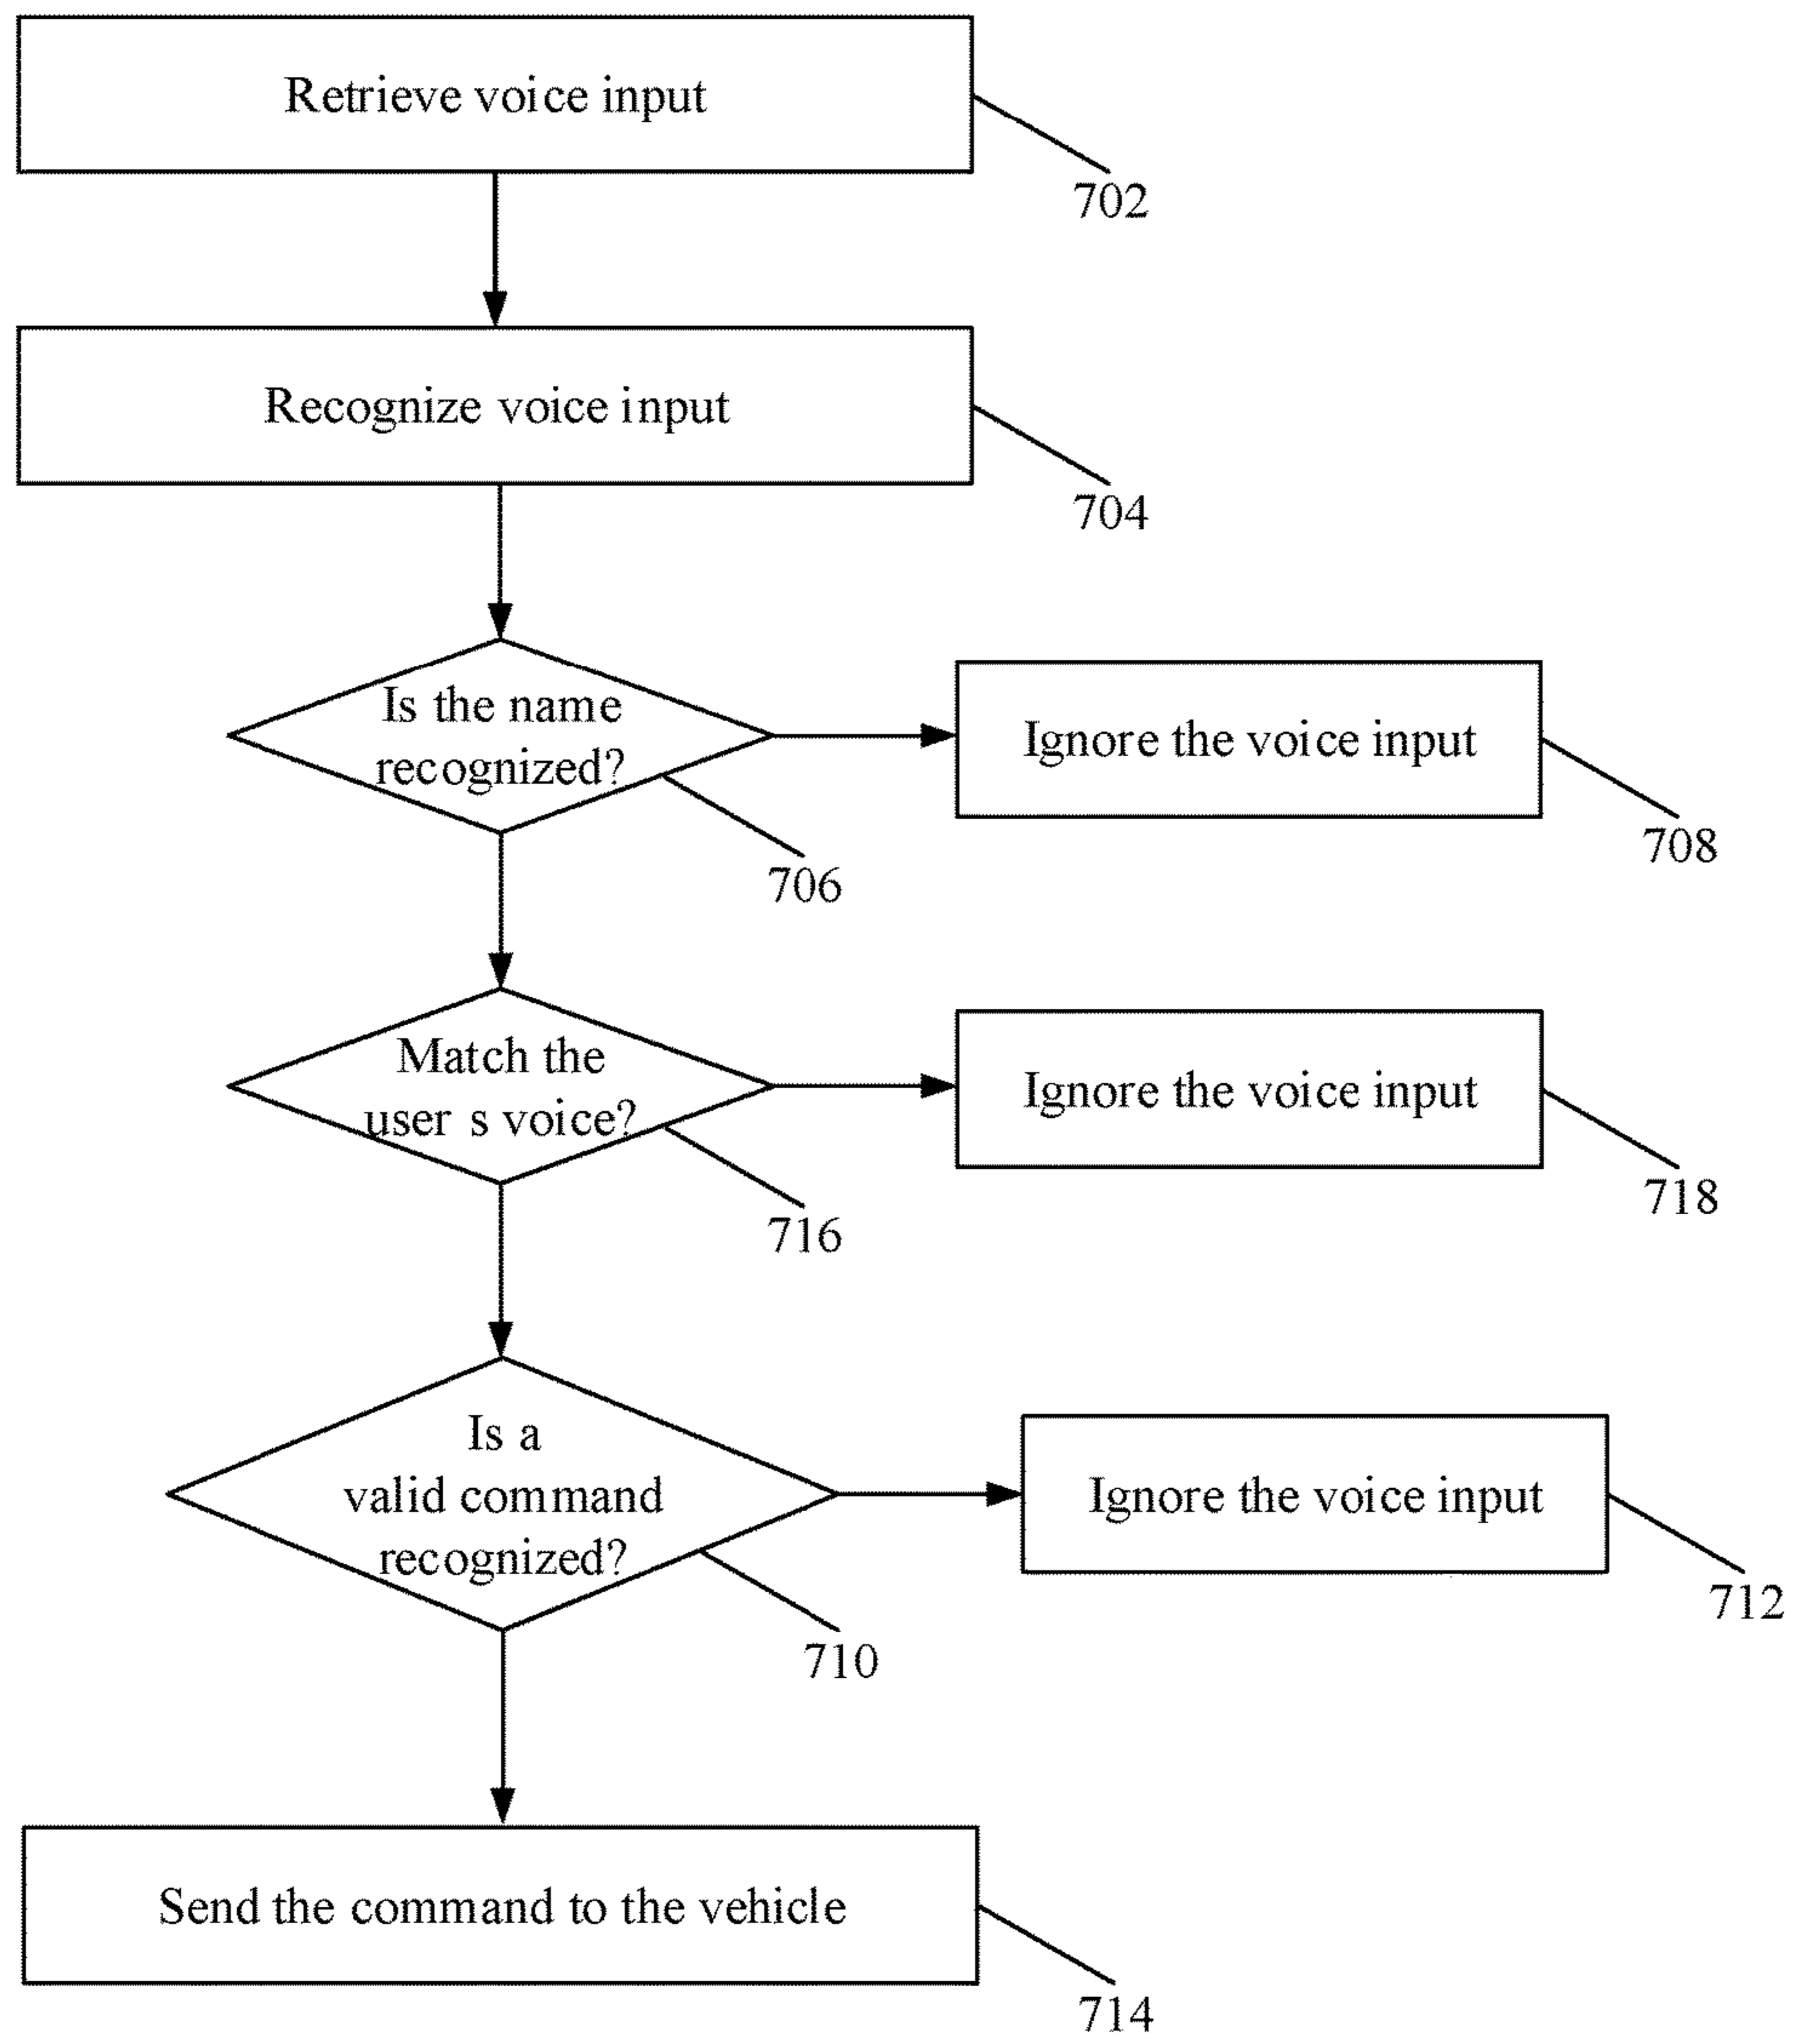 Retrieve voice input
702
Recognize voice input
704
Is the name
recognized?
706
Ignore the voice input
708
Match the
user s voice?
716
Ignore the voice input
718
Is a
valid command
recognized?
710
Ignore the voice input
712
Send the command to the vehicle
714